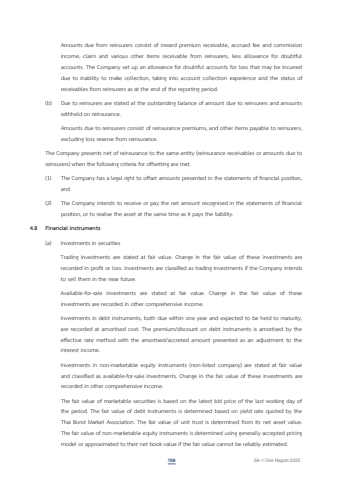 Amounts due from reinsurers consist of inward premium receivable, accrued fee and commission
income, claim and various other items receivable from reinsurers, less allowance for doubtful
accounts. The Company set up an allowance for doubtful accounts for loss that may be incurred
due to inability to make collection, taking into account collection experience and the status of
receivables from reinsurers as at the end of the reporting period.
(b) Due to reinsurers are stated at the outstanding balance of amount due to reinsurers and amounts
withheld on reinsurance.
Amounts due to reinsurers consist of reinsurance premiums, and other items payable to reinsurers,
excluding loss reserve from reinsurance.
The Company presents net of reinsurance to the same entity (reinsurance receivables or amounts due to
reinsurers) when the following criteria for offsetting are met.
(1) The Company has a legal right to offset amounts presented in the statements of financial position,
and
(2) The Company intends to receive or pay the net amount recognised in the statements of financial
position, or to realise the asset at the same time as it pays the liability.
4.8 Financial Instruments
(a) Investments in securities
Trading investments are stated at fair value. Change in the fair value of these investments are
recorded in profit or loss. Investments are classified as trading investments if the Company intends
to sell them in the near future.
Available-for-sale investments are stated at fair value. Change in the fair value of these
investments are recorded in other comprehensive income.
Investments in debt instruments, both due within one year and expected to be held to maturity,
are recorded at amortised cost. The premium/discount on debt instruments is amortised by the
effective rate method with the amortised/accreted amount presented as an adjustment to the
interest income.
Investments in non-marketable equity instruments (non-listed company) are stated at fair value
and classified as available-for-sale investments. Change in the fair value of these investments are
recorded in other comprehensive income.
The fair value of marketable securities is based on the latest bid price of the last working day of
the period. The fair value of debt instruments is determined based on yield rate quoted by the
Thai Bond Market Association. The fair value of unit trust is determined from its net asset value.
The fair value of non-marketable equity instruments is determined using generally accepted pricing
model or approximated to their net book value if the fair value cannot be reliably estimated.
158
56-1 One Report 2022